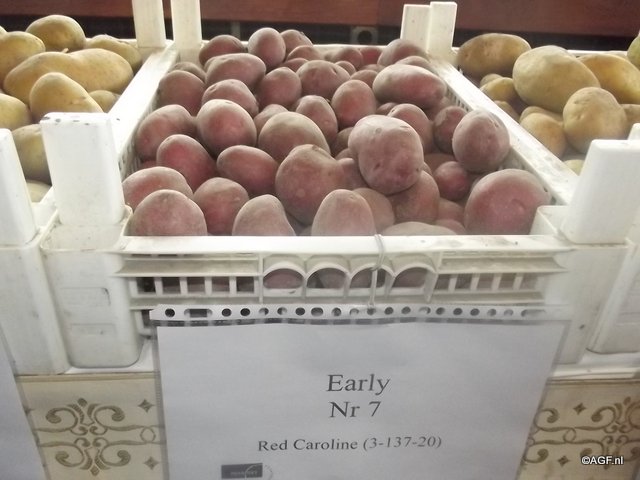 Early
Nr 7
Red Caroline (3-137-20)
©AGF.nl